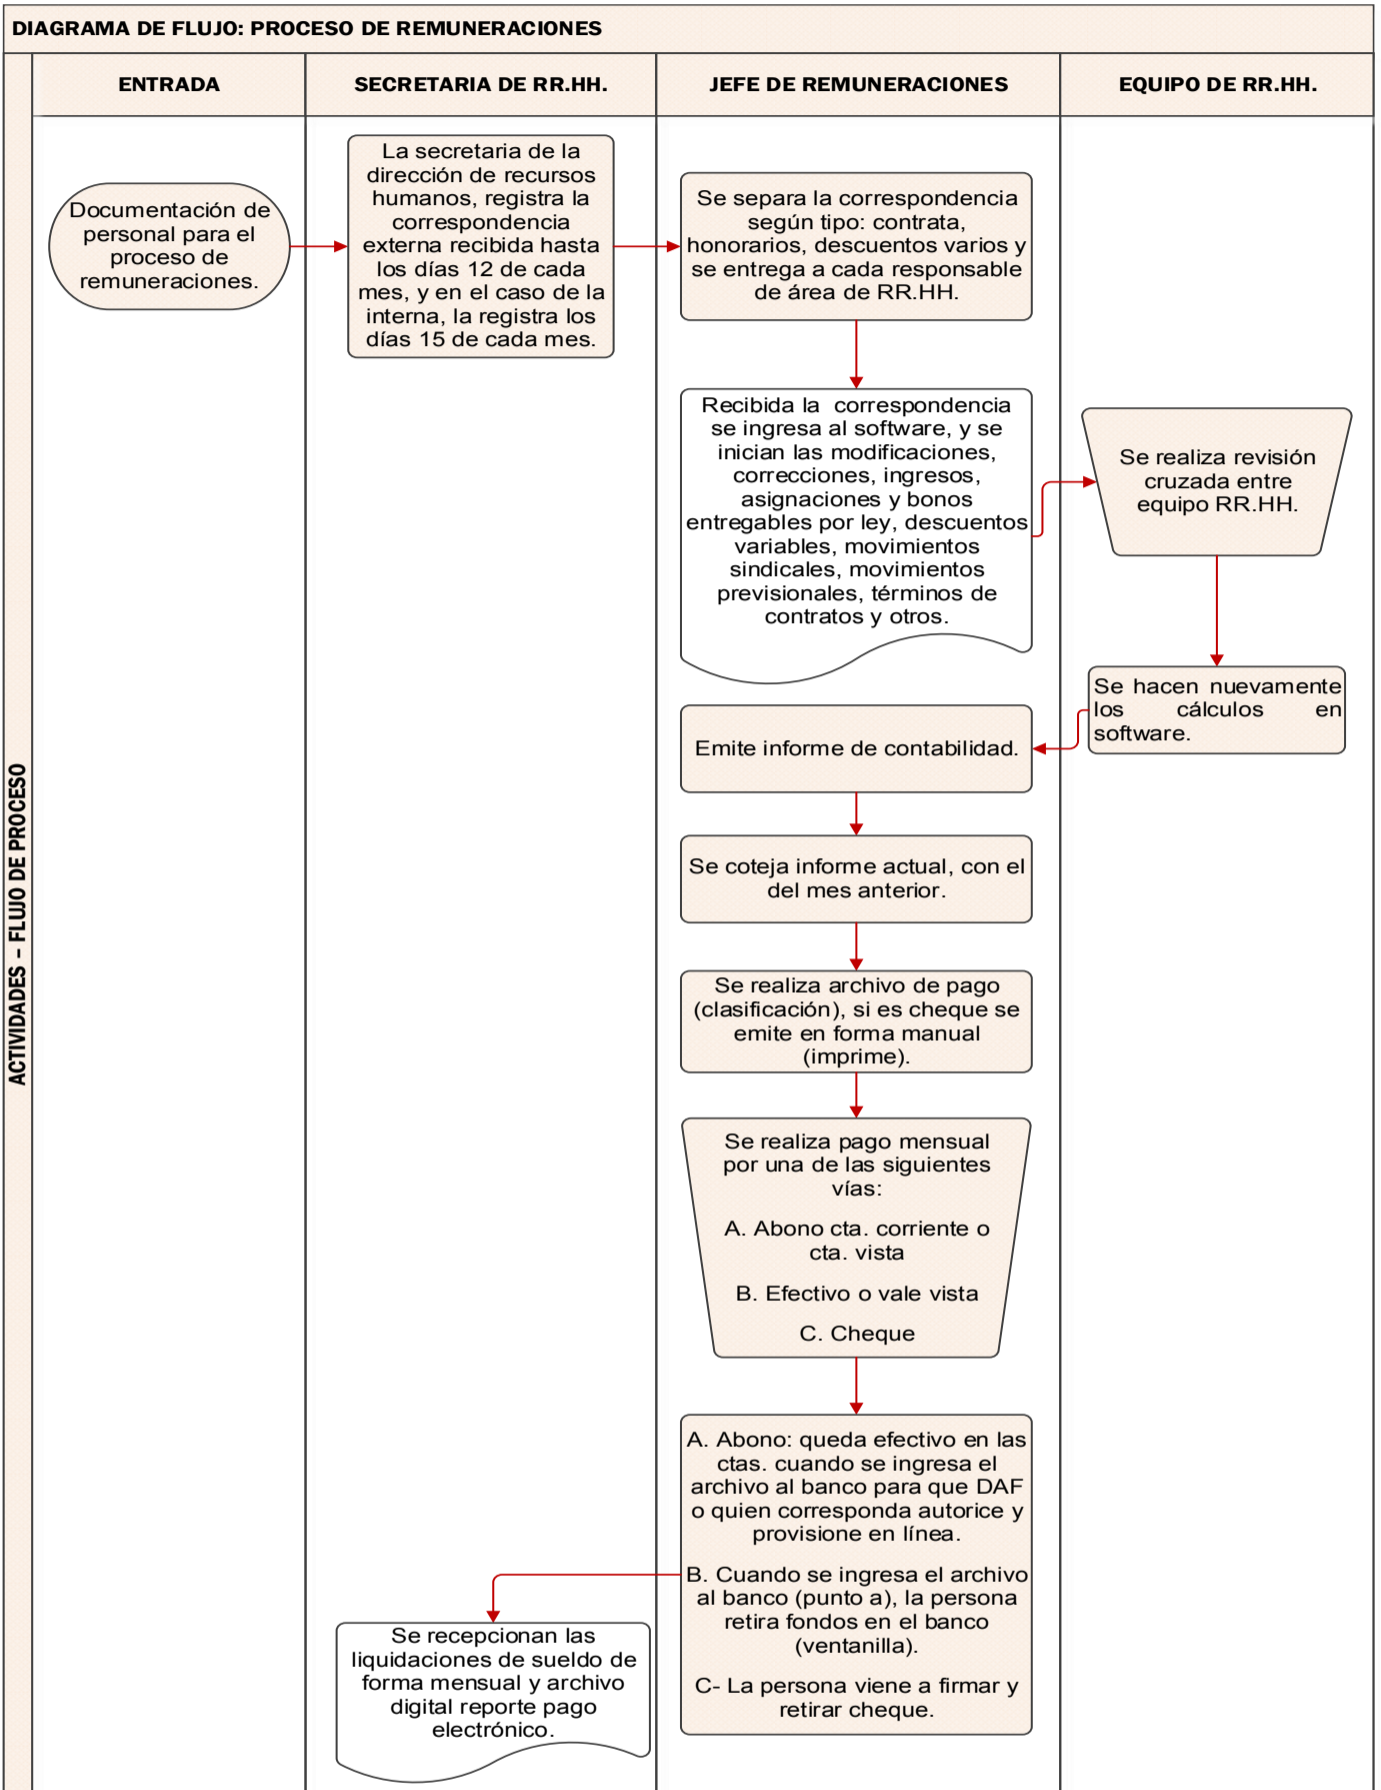 DIAGRAMA DE FLUJO: PROCESO DE REMUNERACIONES
ENTRADA
SECRETARIA DE RR.HH.
JEFE DE REMUNERACIONES
EQUIPO DE RR.HH.
ACTIVIDADES – FLUJO DE PROCESO
Documentación de
personal para el
proceso de
remuneraciones.
La secretaria de la
dirección de recursos
humanos, registra la
correspondencia
externa recibida hasta
los días 12 de cada
mes, y en el caso de la
interna, la registra los
días 15 de cada mes.
Se separa la correspondencia
según tipo: contrata,
honorarios, descuentos varios y
se entrega a cada responsable
de área de RR.HH.
Recibida la correspondencia
se ingresa al software, y se
inician las modificaciones,
correcciones, ingresos,
asignaciones y bonos
entregables por ley, descuentos
variables, movimientos
sindicales, movimientos
previsionales, términos de
contratos y otros.
Se realiza revisión
cruzada entre
equipo RR.HH.
Se hacen nuevamente
los cálculos en
software.
Emite informe de contabilidad.
Se coteja informe actual, con el
del mes anterior.
Se realiza archivo de pago
(clasificación), si es cheque se
emite en forma manual
(imprime).
Se realiza pago mensual
por una de las siguientes
vías:
A. Abono cta. corriente o
cta. vista
B. Efectivo o vale vista
C. Cheque
A. Abono: queda efectivo en las
ctas. cuando se ingresa el
archivo al banco para que DAF
o quien corresponda autorice y
provisione en línea.
B. Cuando se ingresa el archivo
al banco (punto a), la persona
retira fondos en el banco
(ventanilla).
C- La persona viene a firmar y
retirar cheque.
Se recepcionan las
liquidaciones de sueldo de
forma mensual y archivo
digital reporte pago
electrónico.